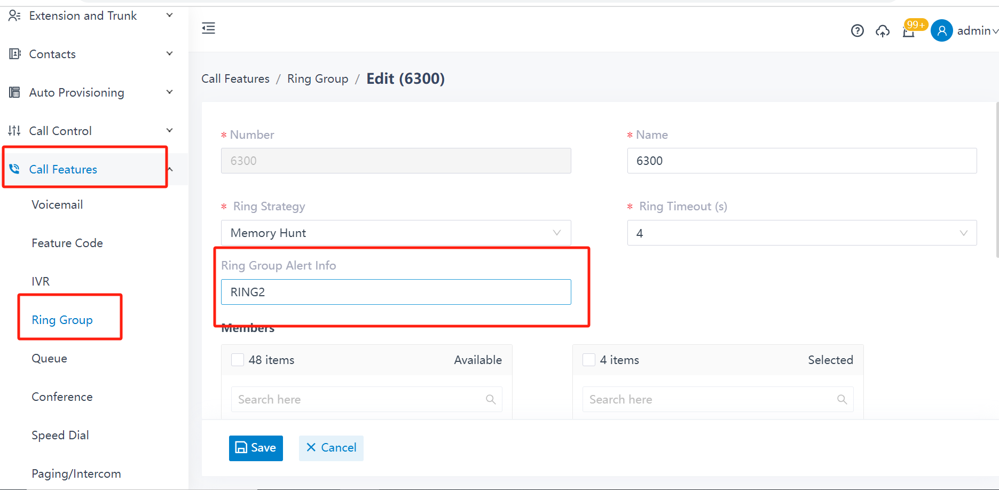 Extension and Trunk
Contacts
Auto Provisioning
Call Control
Call Features
Voicemail
Feature Code
IVR
Ring Group
Queue
Conference
Speed Dial
Paging/Intercom
99+
admin
Call Features / Ring Group / Edit (6300)
* Number
6300
* Name
6300
* Ring Strategy
Memory Hunt
* Ring Timeout (s)
4
Ring Group Alert Info
RING2
Members
48 items Available
Search here
4 items Selected
Search here
Save
Cancel